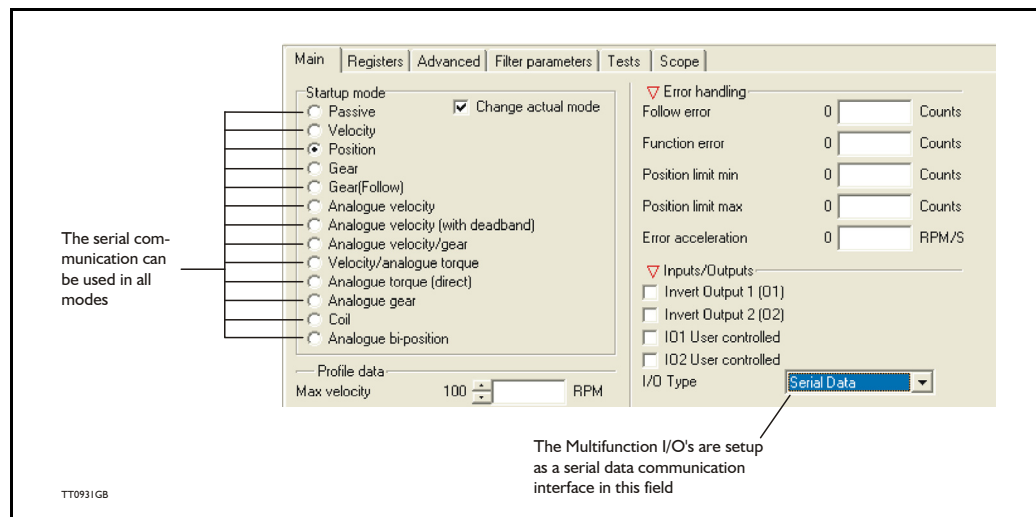 Main Registers Advanced Filter parameters Tests Scope
Startup mode
Passive
Change actual mode
Velocity
Position
Gear
Gear(Follow)
Analogue velocity
Analogue velocity (with deadband)
Analogue velocity/gear
Velocity/analogue torque
Analogue torque (direct)
Analogue gear
Coil
Analogue bi-position
Profile data
Max velocity 100 RPM
Error handling
Follow error 0 Counts
Function error 0 Counts
Position limit min 0 Counts
Position limit max 0 Counts
Error acceleration 0 RPM/S
Inputs/Outputs
Invert Output 1 (O1)
Invert Output 2 (O2)
IO1 User controlled
IO2 User controlled
I/O Type Serial Data
The serial com-
munication can
be used in all
modes
The Multifunction I/O's are setup
as a serial data communication
interface in this field
TT0931GB